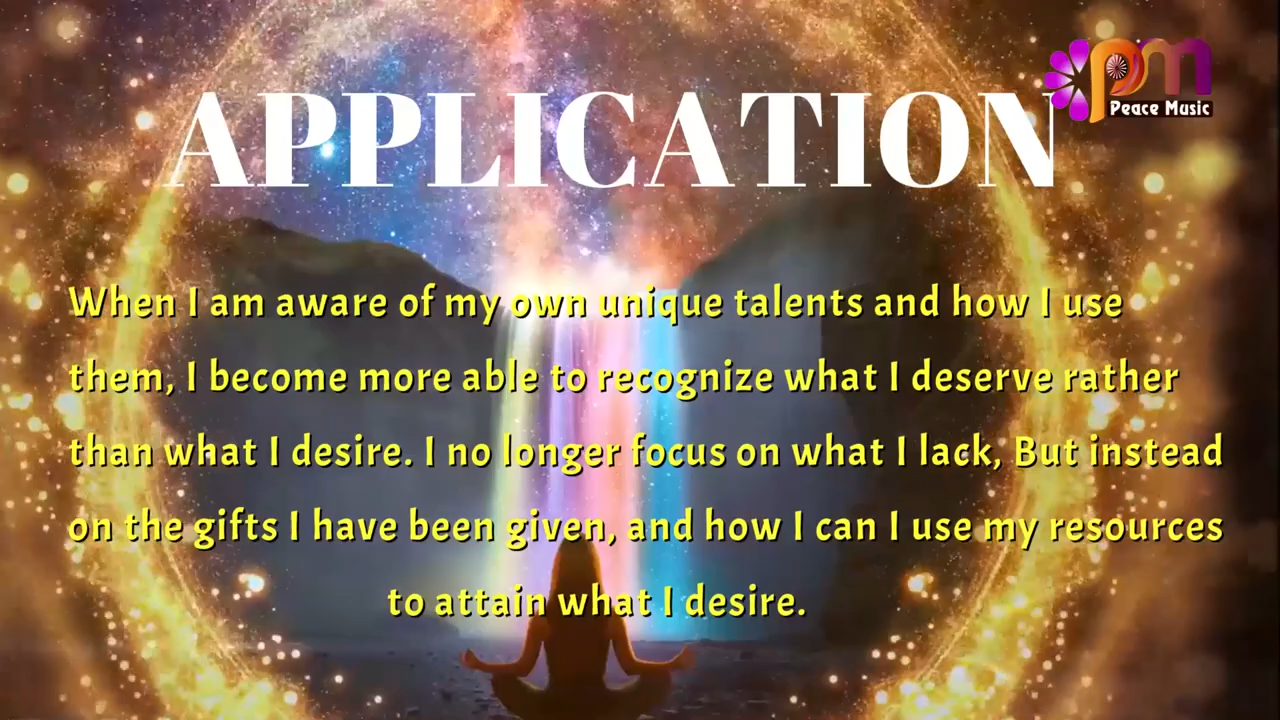 APPLICATION
pm
Peace Music
When I am aware of my own unique talents and how I use
them, I become more able to recognize what I deserve rather
than what I desire. I no longer focus on what I lack, But instead
on the gifts I have been given, and how I can I use my resources
to attain what I desire.